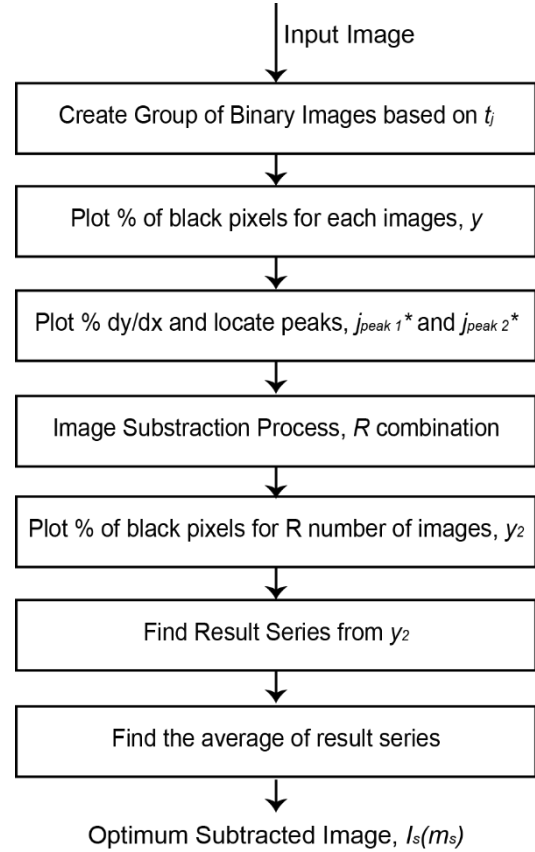 Input Image
Create Group of Binary Images based on tj
Plot % of black pixels for each images, y
Plot % dy/dx and locate peaks, jpeak 1* and jpeak 2*
Image Substraction Process, R combination
Plot % of black pixels for R number of images, y2
Find Result Series from y2
Find the average of result series
Optimum Subtracted Image, Is(ms)